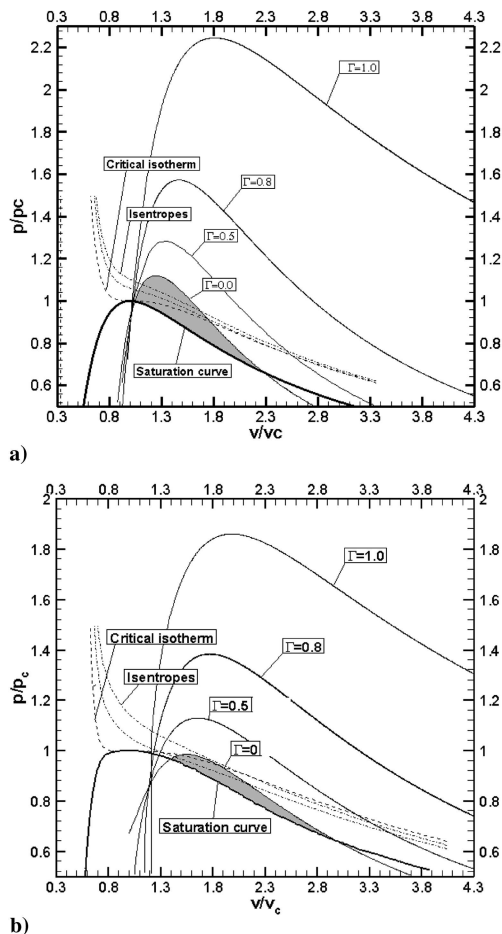 0.3 0.8 1.3 1.8 2.3 2.8 3.3 3.8 4.3
2.2
2
1.8
1.6
1.4
1.2
1
0.8
0.6
p/pc
Γ=1.0
Critical isotherm
Γ=0.8
Isentropes
Γ=0.5
Γ=0.0
Saturation curve
0.3 0.8 1.3 1.8 2.3 2.8 3.3 3.8 4.3
v/vc
a)
0.3 0.8 1.3 1.8 2.3 2.8 3.3 3.8 4.3
2
1.8
1.6
1.4
1.2
1
0.8
0.6
p/pc
Γ=1.0
Critical isotherm
Γ=0.8
Isentropes
Γ=0.5
Γ=0
Saturation curve
0.3 0.8 1.3 1.8 2.3 2.8 3.3 3.8 4.3
v/vc
b)